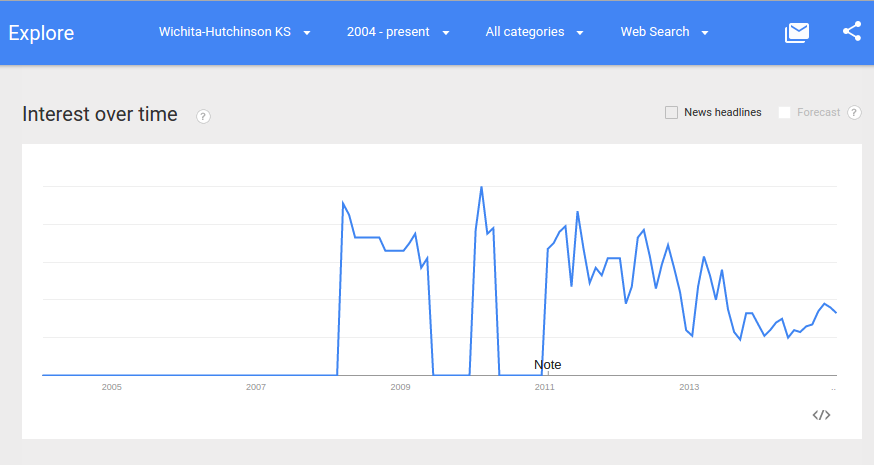 Explore
Wichita-Hutchinson KS
2004 - present
All categories
Web Search
Interest over time
?
News headlines
Forecast
?
Note
2005
2007
2009
2011
2013
..
</>